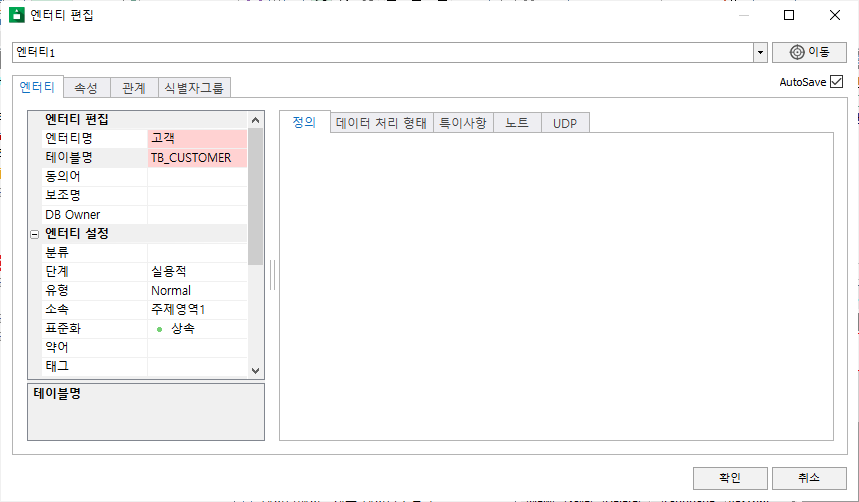 엔터티 편집
엔터티1
이동
엔터티 속성 관계 식별자그룹
AutoSave
엔터티 편집
엔터티명 고객
테이블명 TB_CUSTOMER
동의어
보조명
DB Owner
엔터티 설정
분류
단계 실용적
유형 Normal
소속 주제영역1
표준화 상속
약어
태그
테이블명
정의 데이터 처리 형태 특이사항 노트 UDP
확인 취소